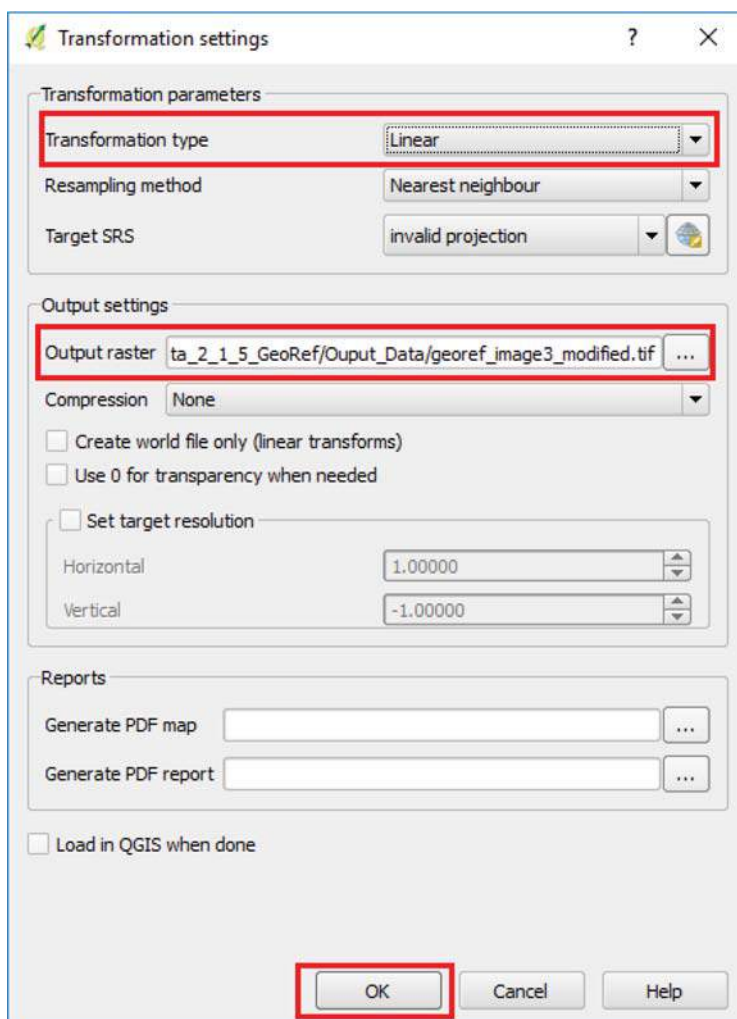 Transformation settings ? ×
Transformation parameters
Transformation type Linear
Resampling method Nearest neighbour
Target SRS invalid projection
Output settings
Output raster ta_2_1_5_GeoRef/Ouput_Data/georef_image3_modified.tif ...
Compression None
Create world file only (linear transforms)
Use 0 for transparency when needed
Set target resolution
Horizontal 1.00000
Vertical -1.00000
Reports
Generate PDF map ...
Generate PDF report ...
Load in QGIS when done
OK Cancel Help